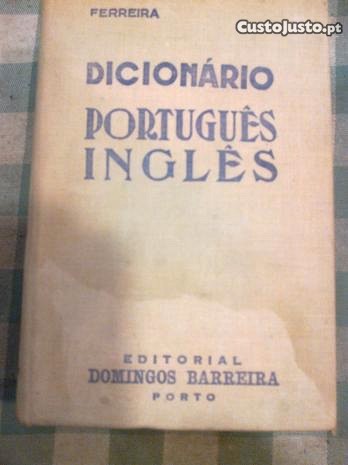 FERREIRA
CustoJusto.pt
DICIONÁRIO
PORTUGUÊS
INGLÊS
EDITORIAL
DOMINGOS BARREIRA
PORTO